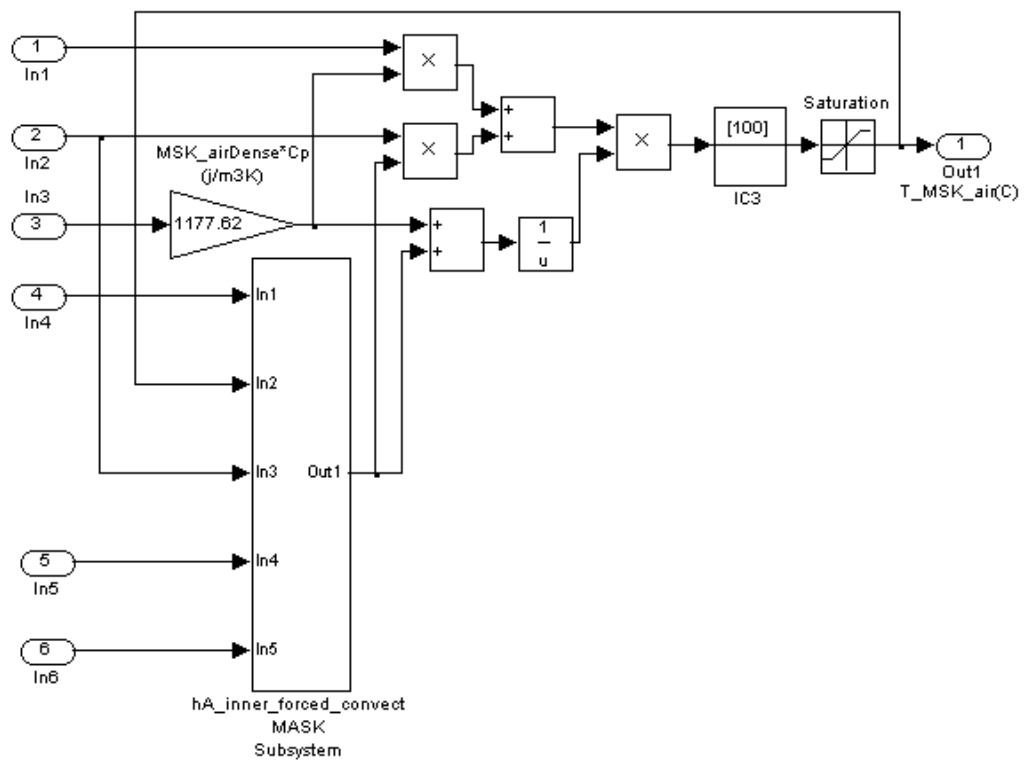 1
In1
2
In2
In3
3
4
In4
5
In5
6
In6
MSK_airDense*Cp
(j/m3K)
1177.62
In1
In2
In3
In4
In5
Out1
hA_inner_forced_convect
MASK
Subsystem
×
×
+
+
+
+
1
u
×
[100]
IC3
Saturation
1
Out1
T_MSK_air(C)